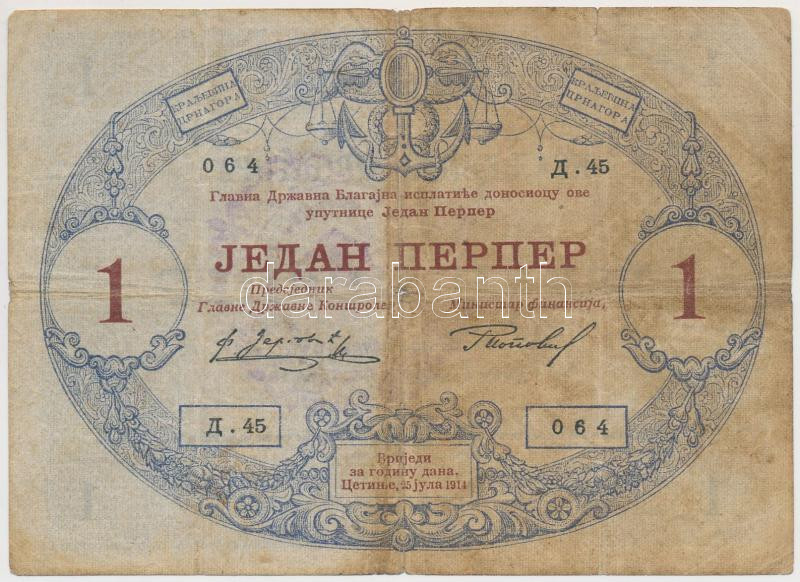 КРАЉЕВИНА
ЦРНАГОРА
КРАЉЕВИНА
ЦРНАГОРА
064
Д.45
Главна Државна Благајна исплатиће доносиоцу ове
упутнице Један Перпер
ЈЕДАН ПЕРПЕР
1
1
Предсједник
Главне Државне Контроле
Министар финансија,
darabanth
Д.45
064
Вриједи
за годину дана.
Цетиње, 25 јула 1914